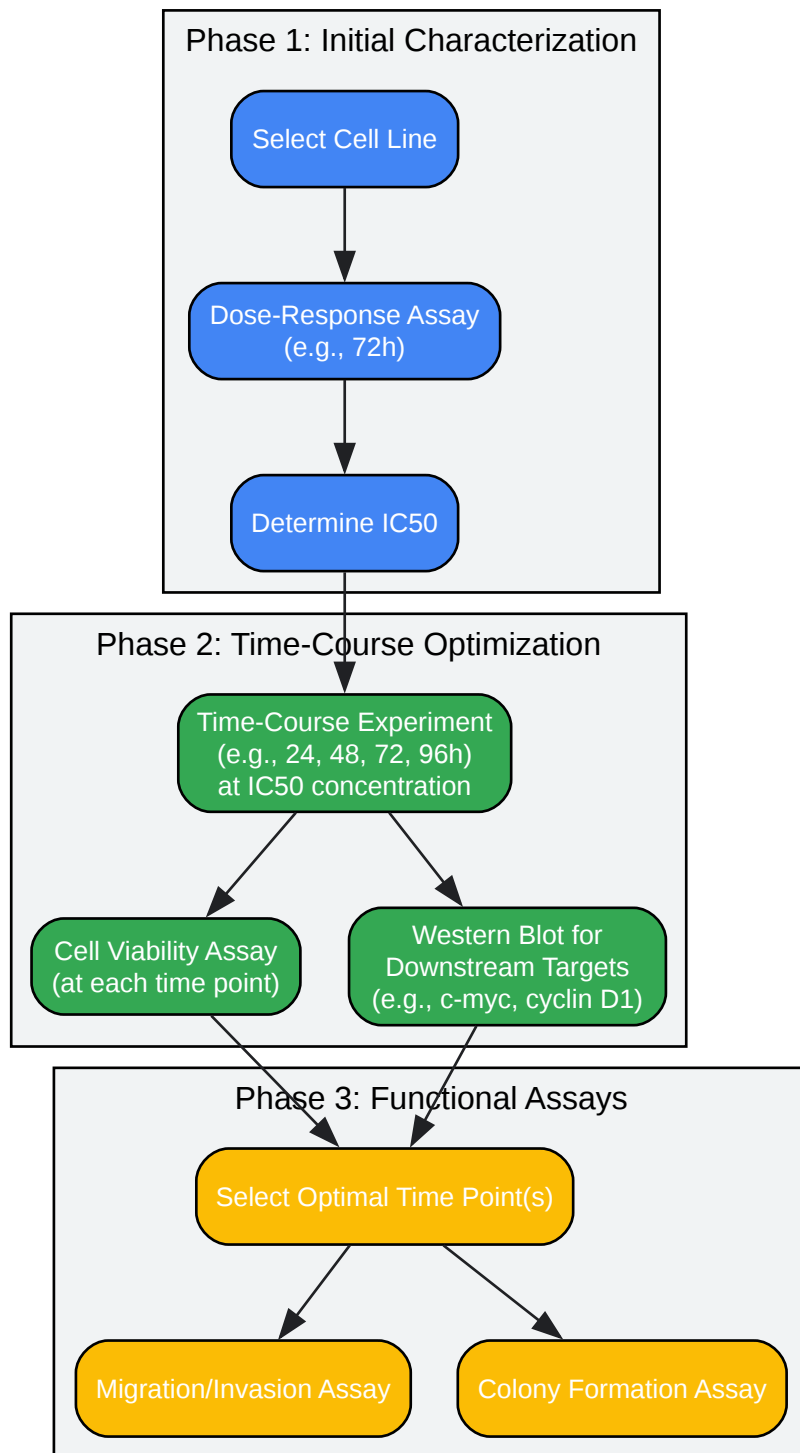 Phase 1: Initial Characterization
Select Cell Line
Dose-Response Assay
(e.g., 72h)
Determine IC50
Phase 2: Time-Course Optimization
Time-Course Experiment
(e.g., 24, 48, 72, 96h)
at IC50 concentration
Cell Viability Assay
(at each time point)
Western Blot for
Downstream Targets
(e.g., c-myc, cyclin D1)
Phase 3: Functional Assays
Select Optimal Time Point(s)
Migration/Invasion Assay
Colony Formation Assay